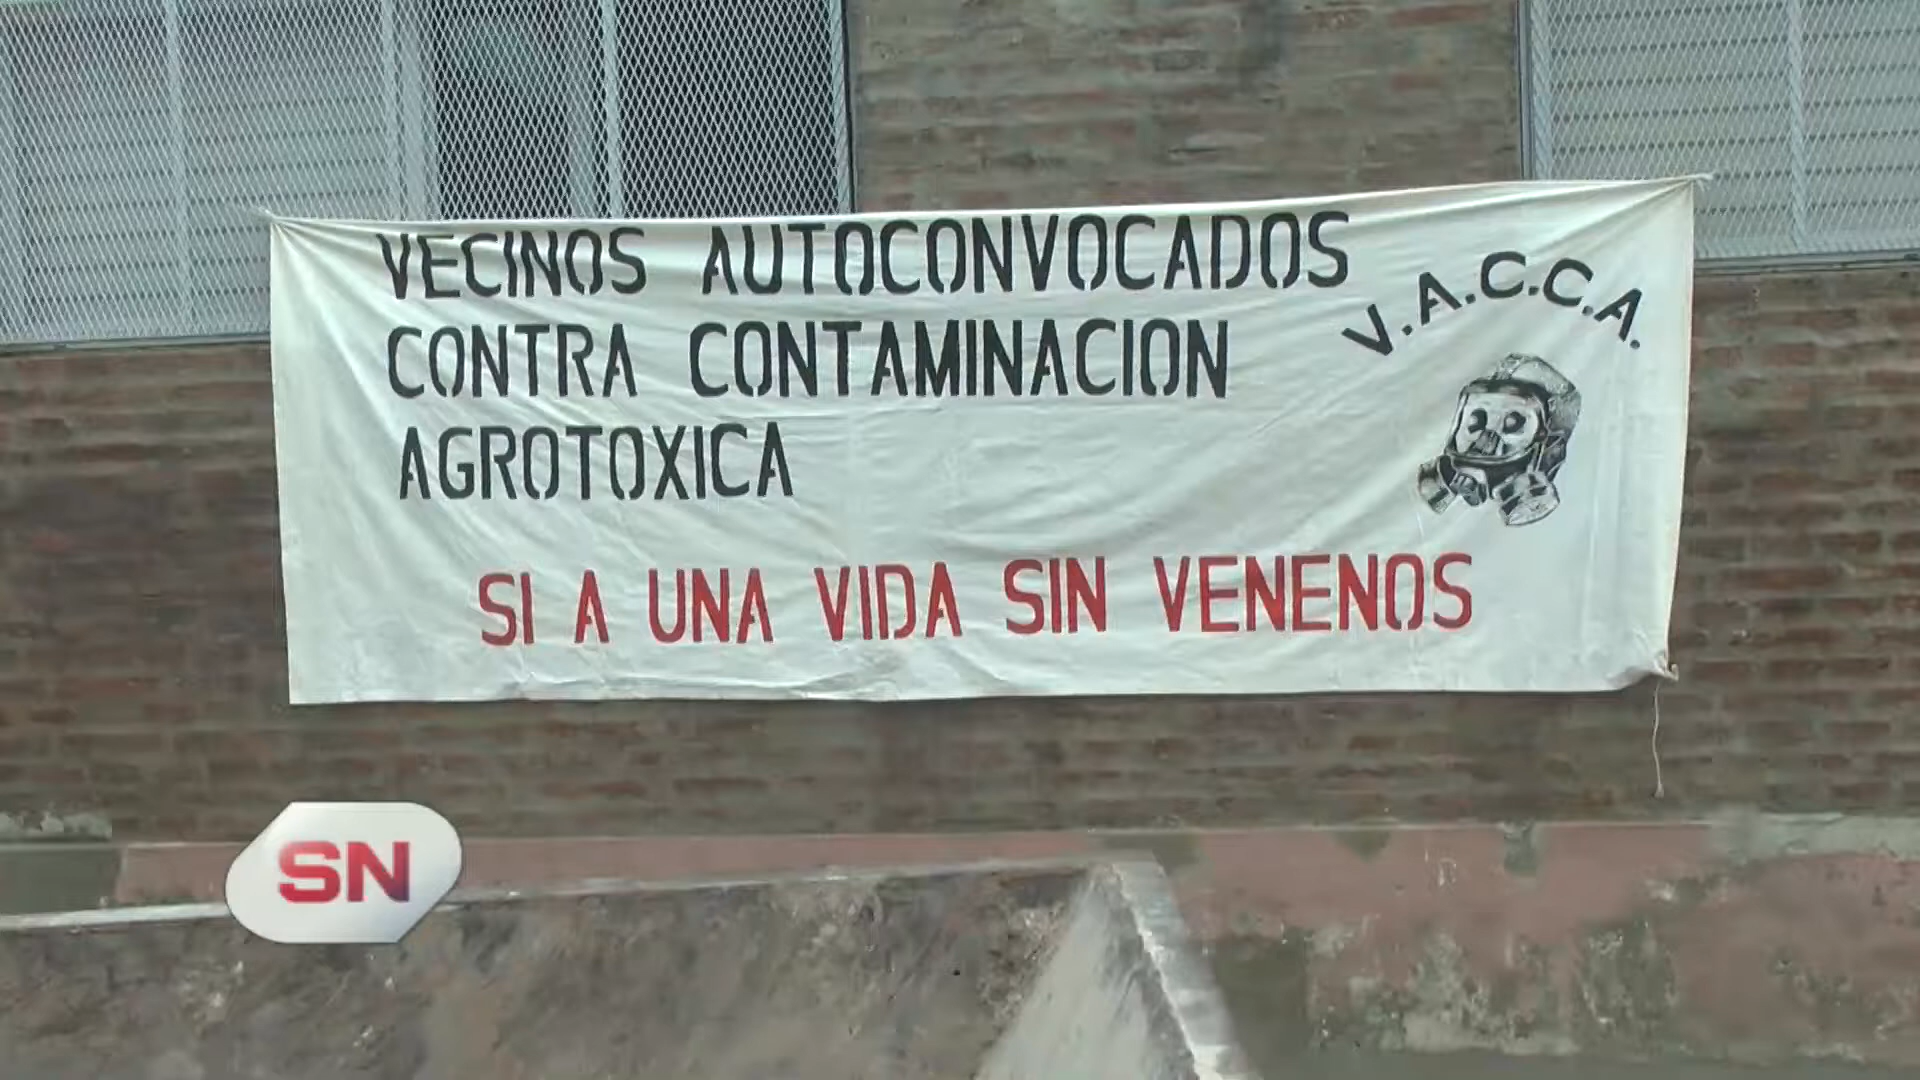 VECINOS AUTOCONVOCADOS
CONTRA CONTAMINACION
AGROTOXICA
V.A.C.C.A.
SI A UNA VIDA SIN VENENOS
SN